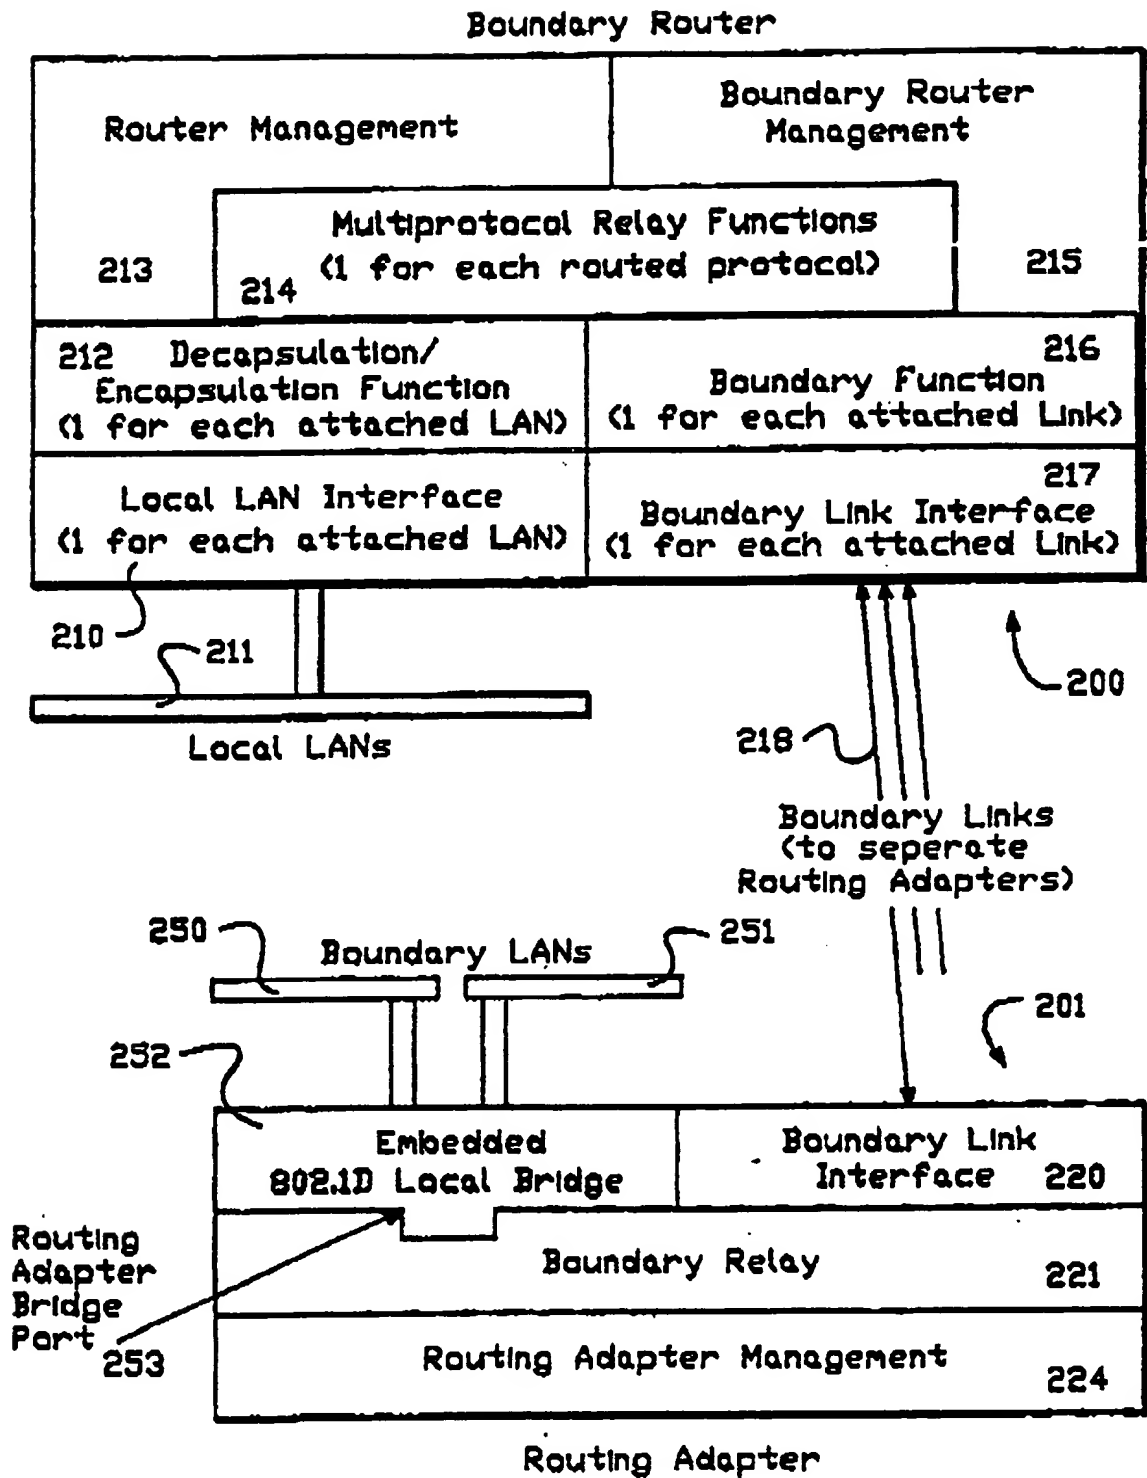 Boundary Router
Router Management
Boundary Router
Management
Multiprotocol Relay Functions
(1 for each routed protocol)
213
214
215
212 Decapsulation/
Encapsulation Function
(1 for each attached LAN)
216
Boundary Function
(1 for each attached Link)
Local LAN Interface
(1 for each attached LAN)
217
Boundary Link Interface
(1 for each attached Link)
210
211
Local LANs
200
218
Boundary Links
(to seperate
Routing Adapters)
250
Boundary LANs
251
201
252
Embedded
802.1D Local Bridge
Boundary Link
Interface 220
Routing
Adapter
Bridge
Port
253
Boundary Relay
221
Routing Adapter Management
224
Routing Adapter